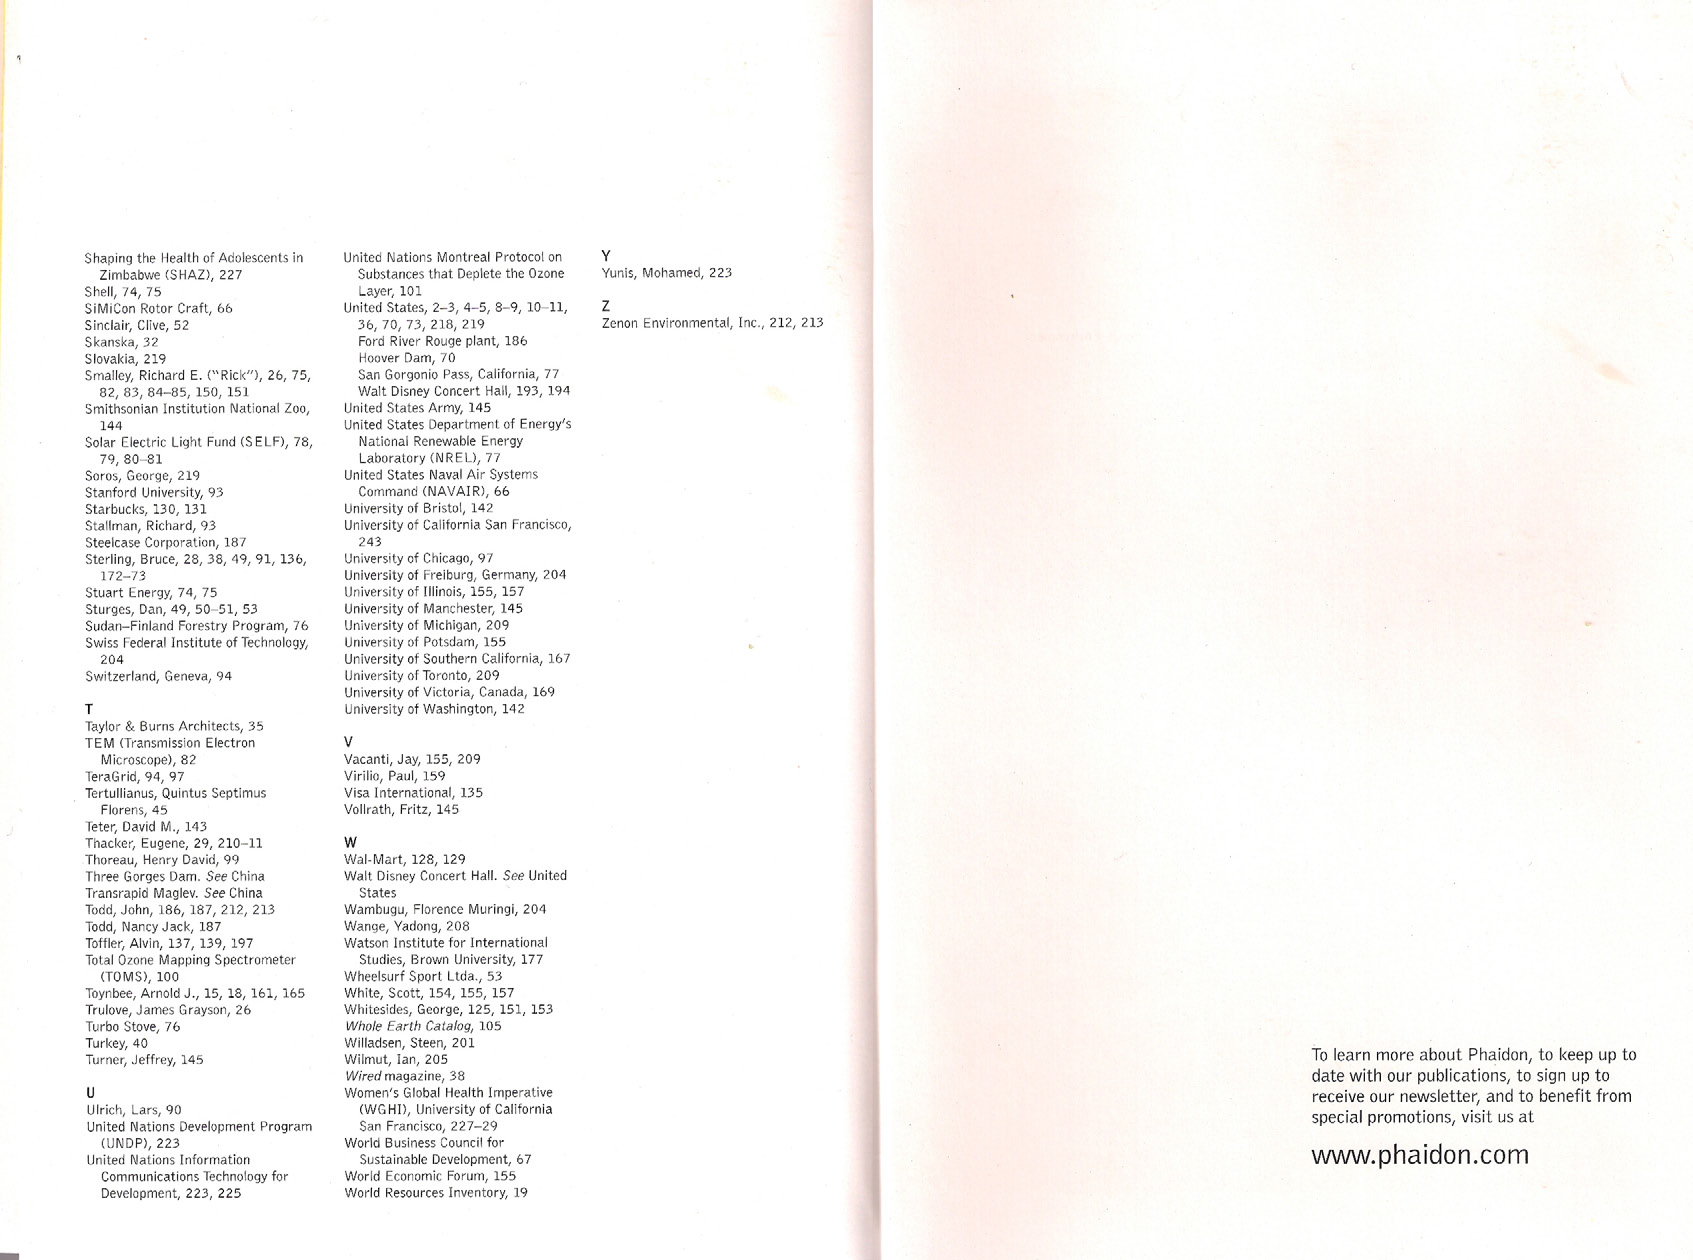 Shaping the Health of Adolescents in
Zimbabwe (SHAZ), 227
Shell, 74, 75
SiMiCon Rotor Craft, 66
Sinclair, Clive, 52
Skanska, 32
Slovakia, 219
Smalley, Richard E. ("Rick"), 26, 75,
82, 83, 84–85, 150, 151
Smithsonian Institution National Zoo,
144
Solar Electric Light Fund (SELF), 78,
79, 80–81
Soros, George, 219
Stanford University, 93
Starbucks, 130, 131
Stallman, Richard, 93
Steelcase Corporation, 187
Sterling, Bruce, 28, 38, 49, 91, 136,
172–73
Stuart Energy, 74, 75
Sturges, Dan, 49, 50–51, 53
Sudan–Finland Forestry Program, 76
Swiss Federal Institute of Technology,
204
Switzerland, Geneva, 94
T
Taylor & Burns Architects, 35
TEM (Transmission Electron
Microscope), 82
TeraGrid, 94, 97
Tertullianus, Quintus Septimus
Florens, 45
Teter, David M., 143
Thacker, Eugene, 29, 210–11
Thoreau, Henry David, 99
Three Gorges Dam. See China
Transrapid Maglev. See China
Todd, John, 186, 187, 212, 213
Todd, Nancy Jack, 187
Toffler, Alvin, 137, 139, 197
Total Ozone Mapping Spectrometer
(TOMS), 100
Toynbee, Arnold J., 15, 18, 161, 165
Trulove, James Grayson, 26
Turbo Stove, 76
Turkey, 40
Turner, Jeffrey, 145
U
Ulrich, Lars, 90
United Nations Development Program
(UNDP), 223
United Nations Information
Communications Technology for
Development, 223, 225
United Nations Montreal Protocol on
Substances that Deplete the Ozone
Layer, 101
United States, 2–3, 4–5, 8–9, 10–11,
36, 70, 73, 218, 219
Ford River Rouge plant, 186
Hoover Dam, 70
San Gorgonio Pass, California, 77
Walt Disney Concert Hall, 193, 194
United States Army, 145
United States Department of Energy's
National Renewable Energy
Laboratory (NREL), 77
United States Naval Air Systems
Command (NAVAIR), 66
University of Bristol, 142
University of California San Francisco,
243
University of Chicago, 97
University of Freiburg, Germany, 204
University of Illinois, 155, 157
University of Manchester, 145
University of Michigan, 209
University of Potsdam, 155
University of Southern California, 167
University of Toronto, 209
University of Victoria, Canada, 169
University of Washington, 142
V
Vacanti, Jay, 155, 209
Virilio, Paul, 159
Visa International, 135
Vollrath, Fritz, 145
W
Wal-Mart, 128, 129
Walt Disney Concert Hall. See United
States
Wambugu, Florence Muringi, 204
Wange, Yadong, 208
Watson Institute for International
Studies, Brown University, 177
Wheelsurf Sport Ltda., 53
White, Scott, 154, 155, 157
Whitesides, George, 125, 151, 153
Whole Earth Catalog, 105
Willadsen, Steen, 201
Wilmut, Ian, 205
Wired magazine, 38
Women's Global Health Imperative
(WGHI), University of California
San Francisco, 227–29
World Business Council for
Sustainable Development, 67
World Economic Forum, 155
World Resources Inventory, 19
Y
Yunis, Mohamed, 223
Z
Zenon Environmental, Inc., 212, 213
To learn more about Phaidon, to keep up to
date with our publications, to sign up to
receive our newsletter, and to benefit from
special promotions, visit us at
www.phaidon.com